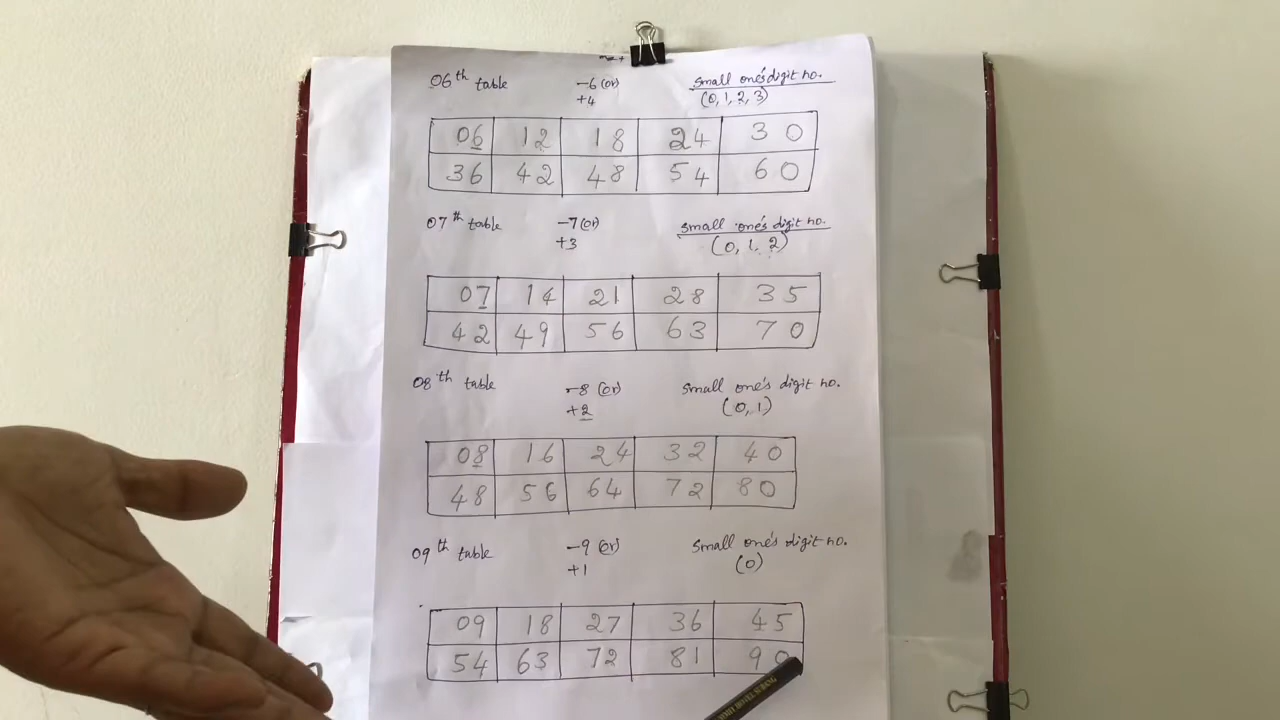 06th table -6 (or) small one's digit no.
+4 (0, 1, 2, 3)
06 12 18 24 30
36 42 48 54 60
07th table -7 (or) small one's digit no.
+3 (0, 1, 2)
07 14 21 28 35
42 49 56 63 70
08th table -8 (or) small one's digit no.
+2 (0, 1)
08 16 24 32 40
48 56 64 72 80
09th table -9 (or) small one's digit no.
+1 (0)
09 18 27 36 45
54 63 72 81 90